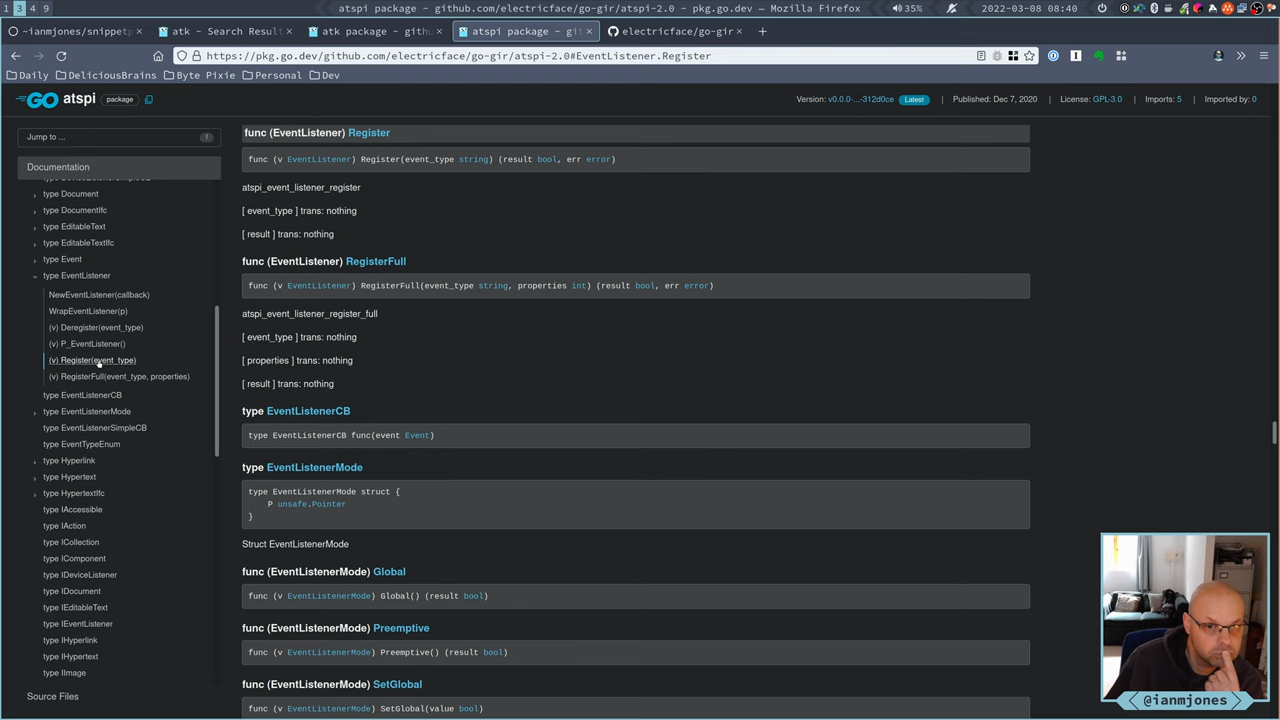 1 2 3 4 5
atspi package - github.com/electricface/go-gir/atspi-2.0 - pkg.go.dev — Mozilla Firefox
35%
2022-03-08 08:40
~ianmjones/snippetp
atk - Search Result
atk package - githu
atspi package - git
electricface/go-gir
https://pkg.go.dev/github.com/electricface/go-gir/atspi-2.0#EventListener.Register
Daily
DeliciousBrains
Byte Pixie
Personal
Dev
GO atspi package
Version: v0.0.0-...-312d0ce Latest
Published: Dec 7, 2020
License: GPL-3.0
Imports: 5
Imported by: 0
Jump to ... f
Documentation
type Document
type DocumentIfc
type EditableText
type EditableTextIfc
type Event
type EventListener
NewEventListener(callback)
WrapEventListener(p)
(v) Deregister(event_type)
(v) P_EventListener()
(v) Register(event_type)
(v) RegisterFull(event_type, properties)
type EventListenerCB
type EventListenerMode
type EventListenerSimpleCB
type EventTypeEnum
type Hyperlink
type Hypertext
type HypertextIfc
type IAccessible
type IAction
type ICollection
type IComponent
type IDeviceListener
type IDocument
type IEditableText
type IEventListener
type IHyperlink
type IHypertext
type IImage
Source Files
func (EventListener) Register
func (v EventListener) Register(event_type string) (result bool, err error)
atspi_event_listener_register
[ event_type ] trans: nothing
[ result ] trans: nothing
func (EventListener) RegisterFull
func (v EventListener) RegisterFull(event_type string, properties int) (result bool, err error)
atspi_event_listener_register_full
[ event_type ] trans: nothing
[ properties ] trans: nothing
[ result ] trans: nothing
type EventListenerCB
type EventListenerCB func(event Event)
type EventListenerMode
type EventListenerMode struct {
P unsafe.Pointer
}
Struct EventListenerMode
func (EventListenerMode) Global
func (v EventListenerMode) Global() (result bool)
func (EventListenerMode) Preemptive
func (v EventListenerMode) Preemptive() (result bool)
func (EventListenerMode) SetGlobal
func (v EventListenerMode) SetGlobal(value bool)
@ianmjones